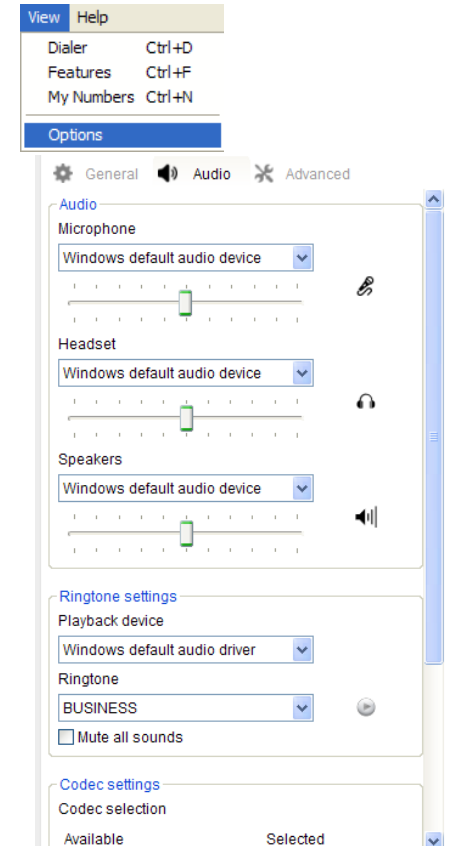 View Help
Dialer Ctrl+D
Features Ctrl+F
My Numbers Ctrl+N
Options
General Audio Advanced
Audio
Microphone
Windows default audio device
Headset
Windows default audio device
Speakers
Windows default audio device
Ringtone settings
Playback device
Windows default audio driver
Ringtone
BUSINESS
Mute all sounds
Codec settings
Codec selection
Available Selected